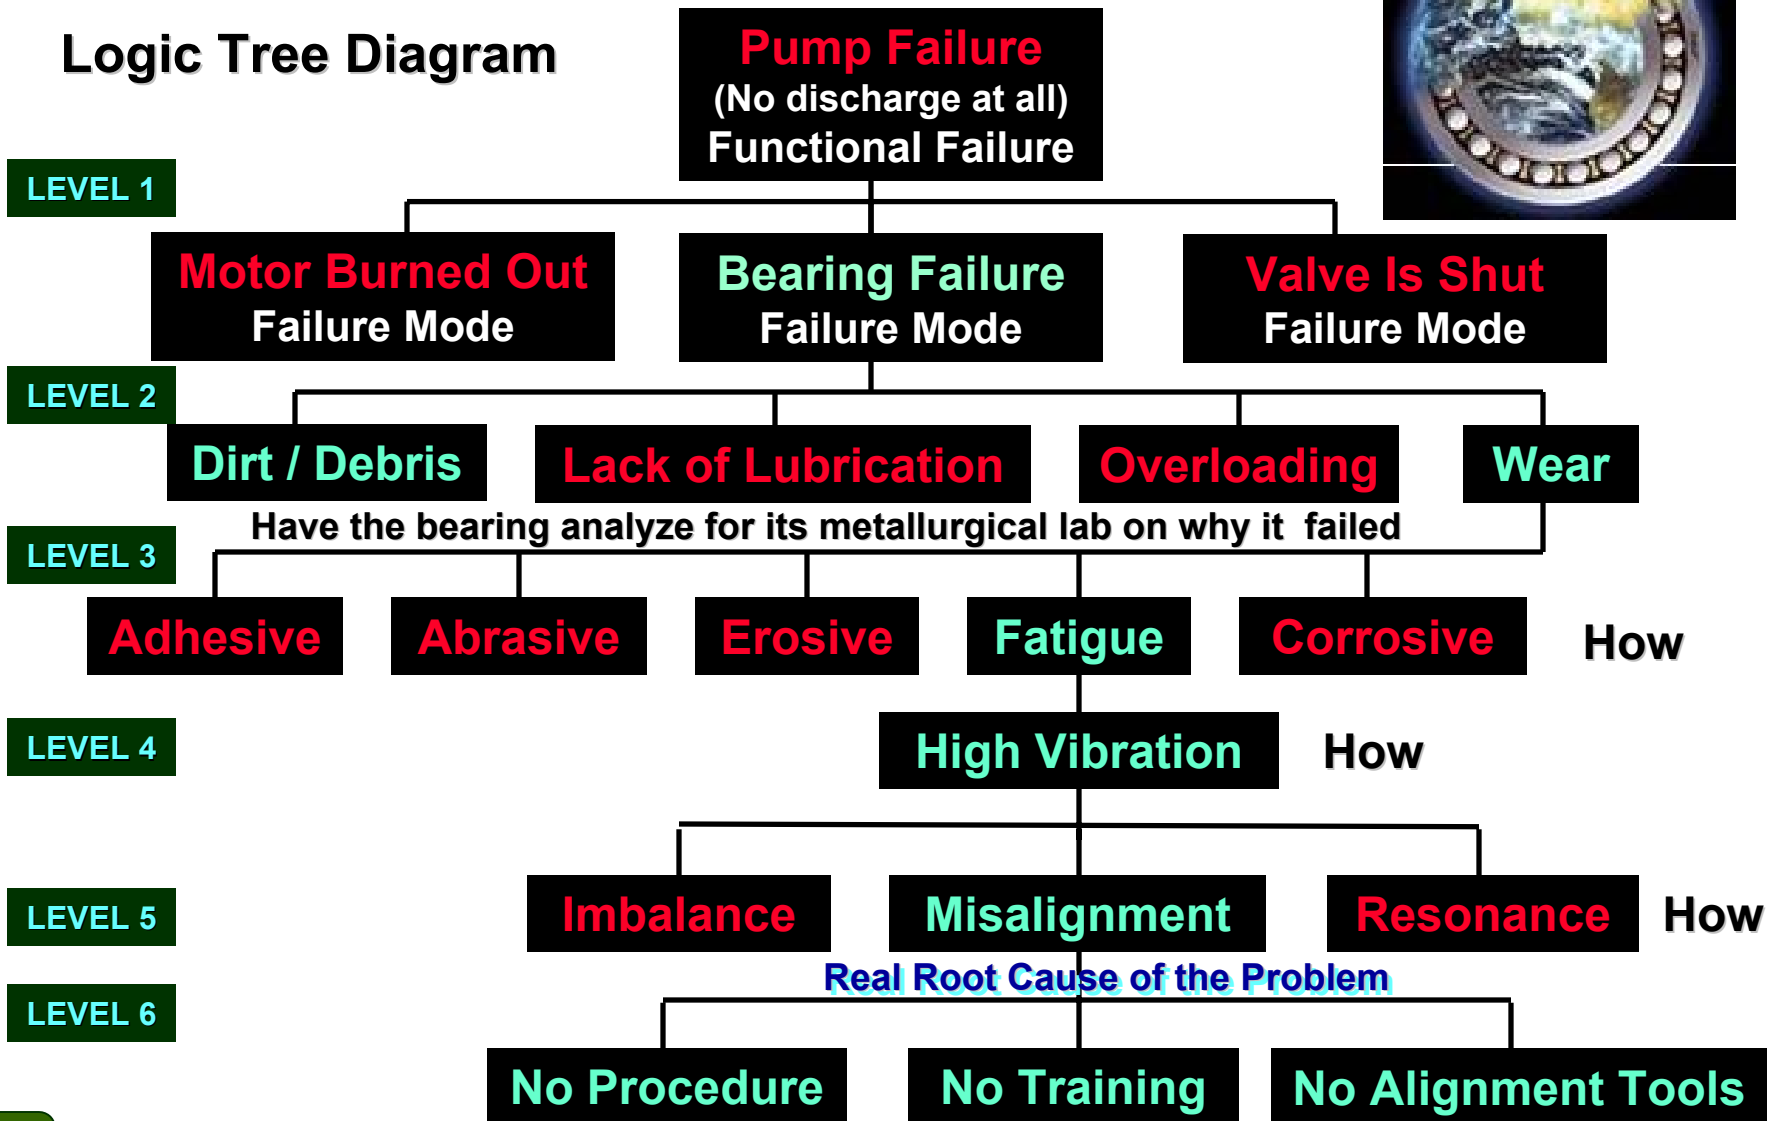 Logic Tree Diagram
Pump Failure
(No discharge at all)
Functional Failure
LEVEL 1
Motor Burned Out
Failure Mode
Bearing Failure
Failure Mode
Valve Is Shut
Failure Mode
LEVEL 2
Dirt / Debris
Lack of Lubrication
Overloading
Wear
Have the bearing analyze for its metallurgical lab on why it  failed
LEVEL 3
Adhesive
Abrasive
Erosive
Fatigue
Corrosive
How
LEVEL 4
High Vibration
How
LEVEL 5
Imbalance
Misalignment
Resonance
How
Real Root Cause of the Problem
LEVEL 6
No Procedure
No Training
No Alignment Tools